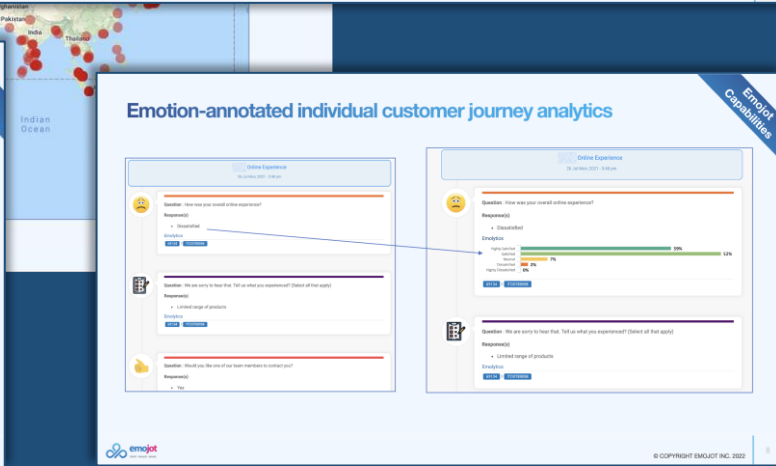 Pakistan
India
Thailand
Indian
Ocean
Emojot
Capabilities
Emotion-annotated individual customer journey analytics
Online Experience
Question : How was your overall online experience?
Response(s)
• Dissatisfied
Emolytics
Question : We are sorry to hear that. Tell us what you experienced? (Select all that apply)
Response(s)
• Limited range of products
Emolytics
Question : Would you like one of our team members to contact you?
Response(s)
• Yes
Online Experience
Question : How was your overall online experience?
Response(s)
• Dissatisfied
Emolytics
Highly Satisfied
Satisfied
Neutral
7%
Dissatisfied
2%
Highly Dissatisfied
0%
Question : We are sorry to hear that. Tell us what you experienced? (Select all that apply)
Response(s)
• Limited range of products
Emolytics
emojot
© COPYRIGHT EMOJOT INC. 2022
8